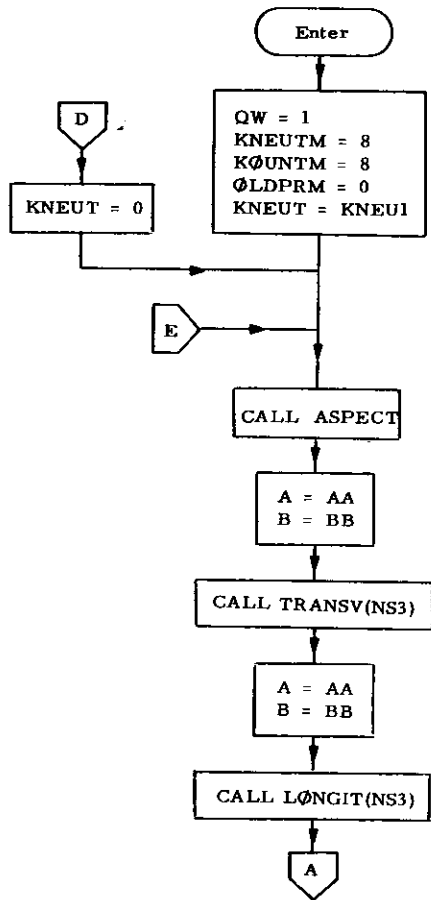 Enter
QW = 1
KNEUTM = 8
KØUNTM = 8
ØLDPRM = 0
KNEUT = KNEU1
D
KNEUT = 0
E
CALL ASPECT
A = AA
B = BB
CALL TRANSV(NS3)
A = AA
B = BB
CALL LØNGIT(NS3)
A